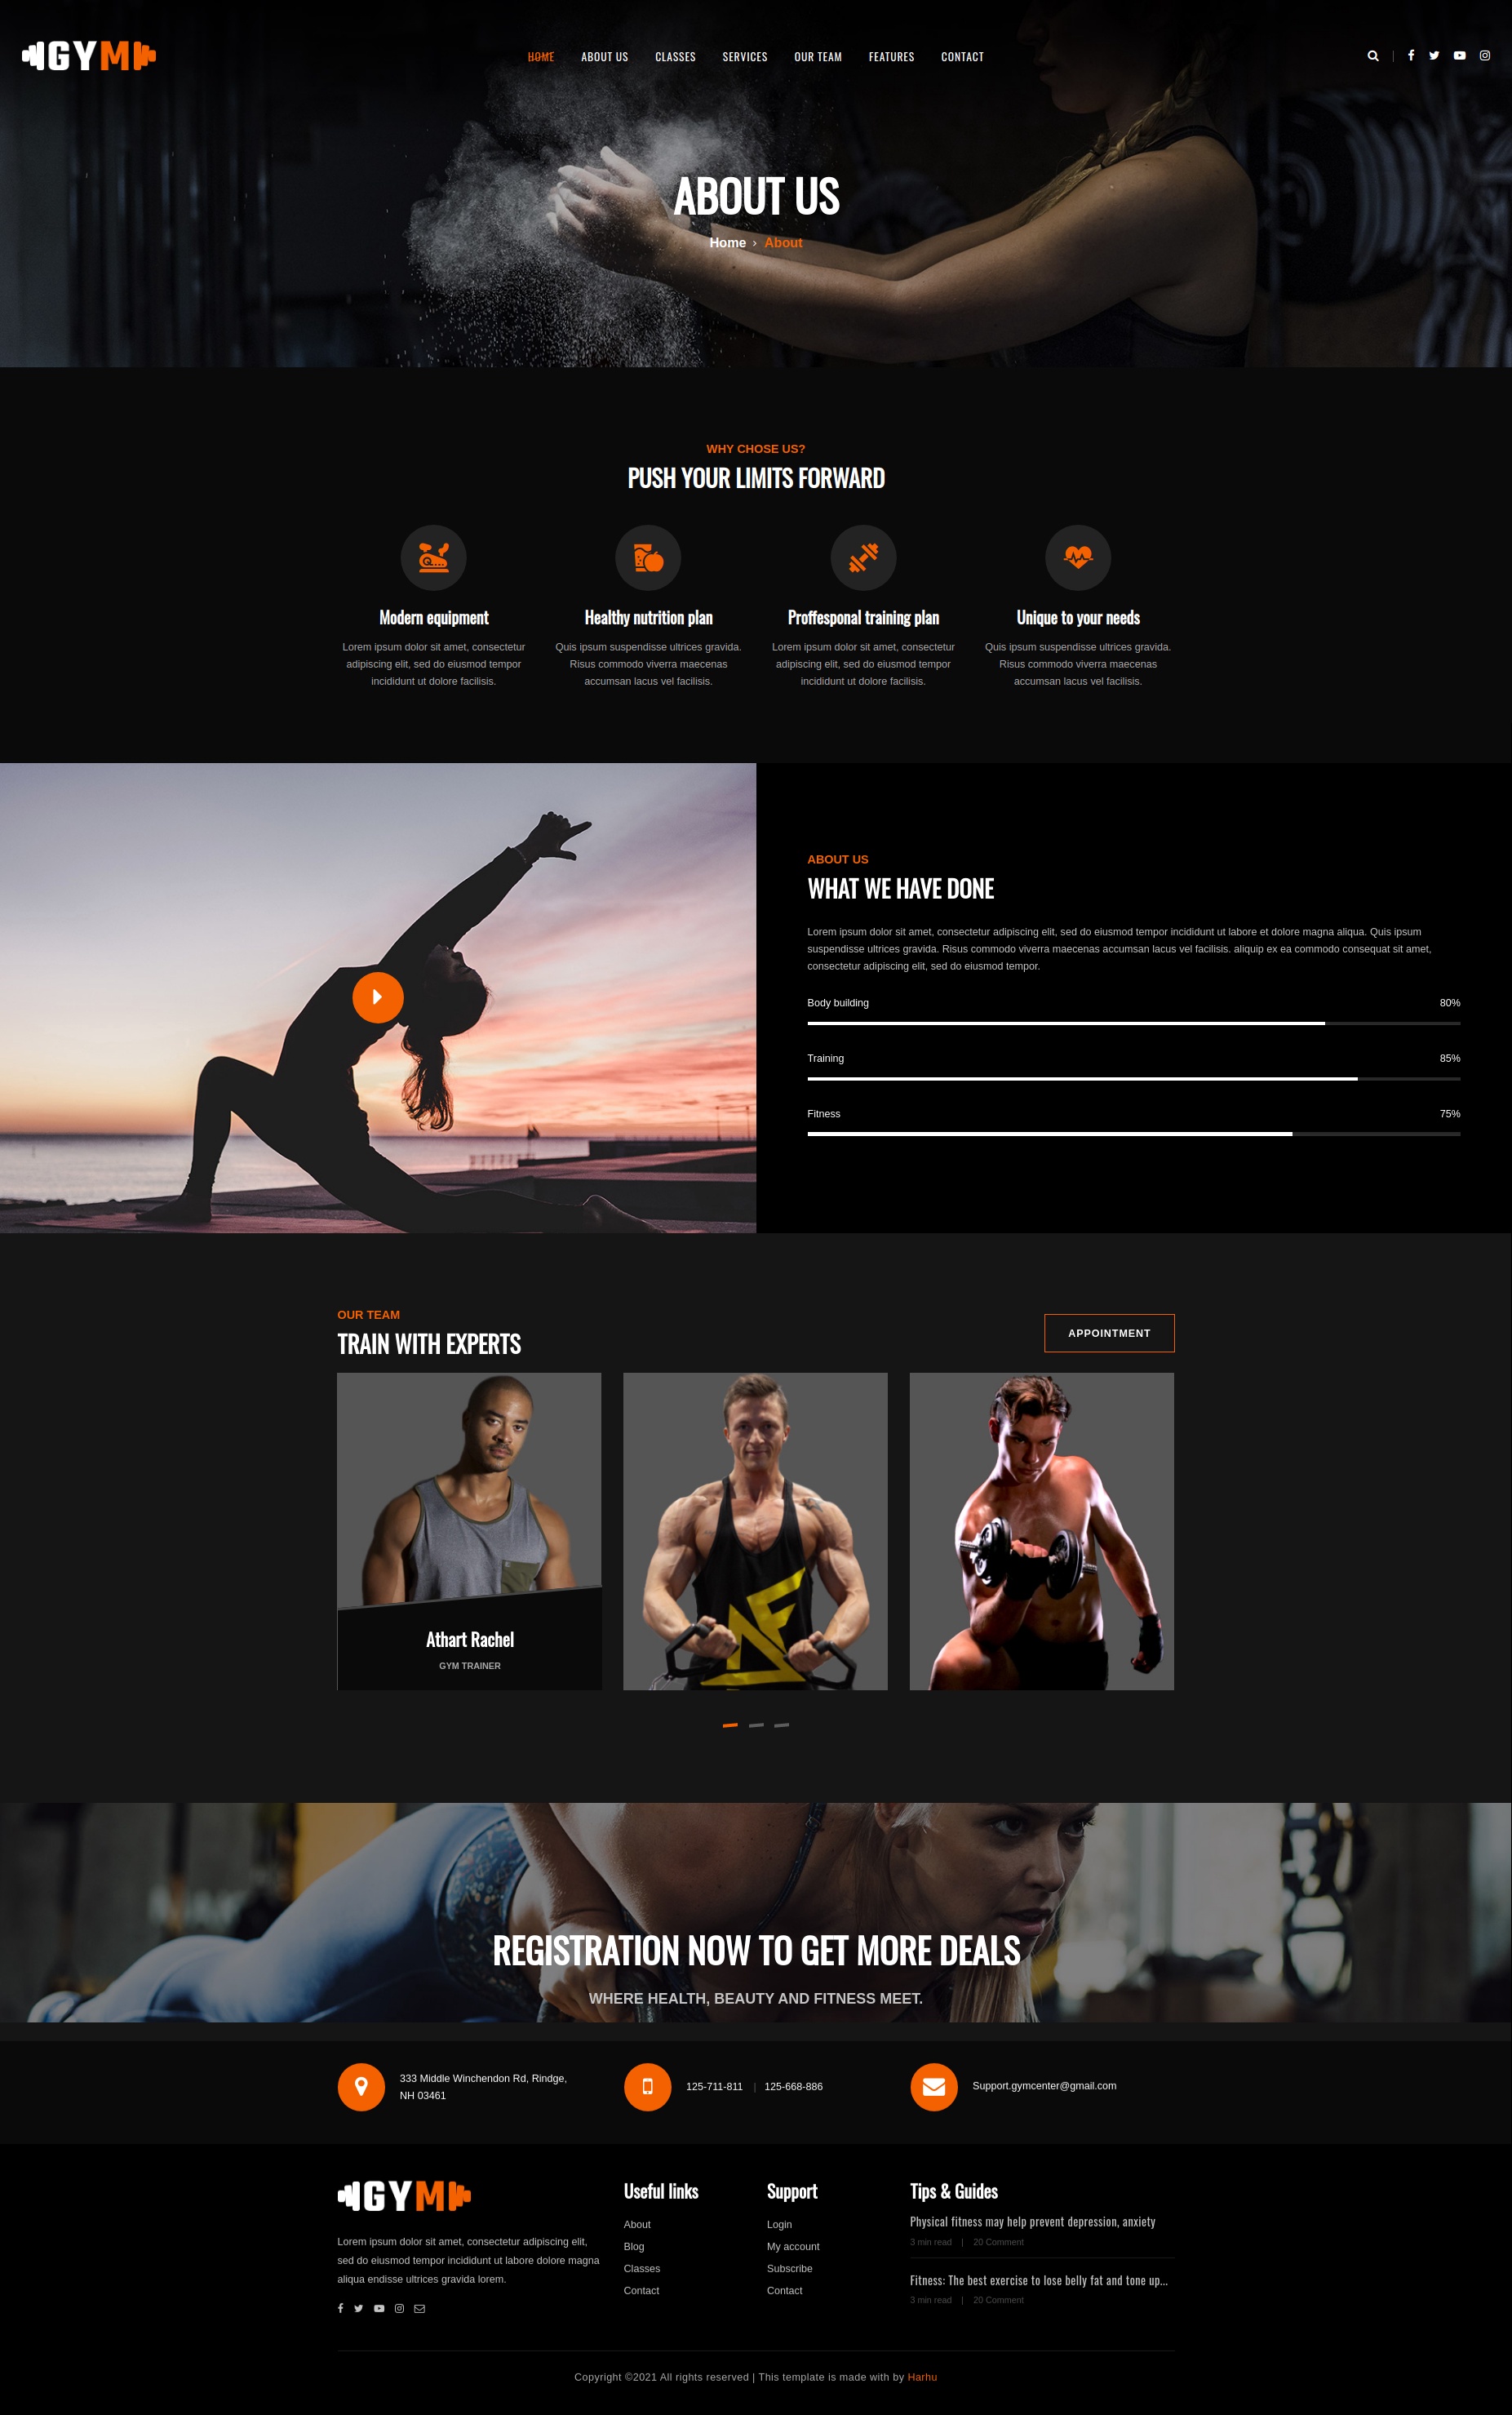 GYM
HOME ABOUT US CLASSES SERVICES OUR TEAM FEATURES CONTACT
ABOUT US
Home › About
WHY CHOSE US?
PUSH YOUR LIMITS FORWARD
Modern equipment
Lorem ipsum dolor sit amet, consectetur
adipiscing elit, sed do eiusmod tempor
incididunt ut dolore facilisis.
Healthy nutrition plan
Quis ipsum suspendisse ultrices gravida.
Risus commodo viverra maecenas
accumsan lacus vel facilisis.
Proffesponal training plan
Lorem ipsum dolor sit amet, consectetur
adipiscing elit, sed do eiusmod tempor
incididunt ut dolore facilisis.
Unique to your needs
Quis ipsum suspendisse ultrices gravida.
Risus commodo viverra maecenas
accumsan lacus vel facilisis.
ABOUT US
WHAT WE HAVE DONE
Lorem ipsum dolor sit amet, consectetur adipiscing elit, sed do eiusmod tempor incididunt ut labore et dolore magna aliqua. Quis ipsum
suspendisse ultrices gravida. Risus commodo viverra maecenas accumsan lacus vel facilisis. aliquip ex ea commodo consequat sit amet,
consectetur adipiscing elit, sed do eiusmod tempor.
Body building 80%
Training 85%
Fitness 75%
OUR TEAM
TRAIN WITH EXPERTS
APPOINTMENT
Athart Rachel
GYM TRAINER
REGISTRATION NOW TO GET MORE DEALS
WHERE HEALTH, BEAUTY AND FITNESS MEET.
333 Middle Winchendon Rd, Rindge,
NH 03461
125-711-811 | 125-668-886
Support.gymcenter@gmail.com
GYM
Lorem ipsum dolor sit amet, consectetur adipiscing elit,
sed do eiusmod tempor incididunt ut labore dolore magna
aliqua endisse ultrices gravida lorem.
Useful links
About
Blog
Classes
Contact
Support
Login
My account
Subscribe
Contact
Tips & Guides
Physical fitness may help prevent depression, anxiety
3 min read | 20 Comment
Fitness: The best exercise to lose belly fat and tone up...
3 min read | 20 Comment
Copyright ©2021 All rights reserved | This template is made with by Harhu